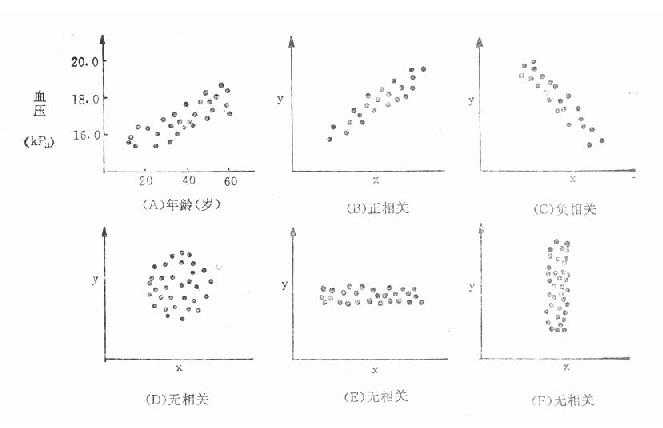 20.0
血压
18.0
16.0
(kPa)
20 40 60
(A)年龄(岁)
y
x
(B)正相关
y
x
(C)负相关
y
x
(D)无相关
y
x
(E)无相关
y
x
(F)无相关